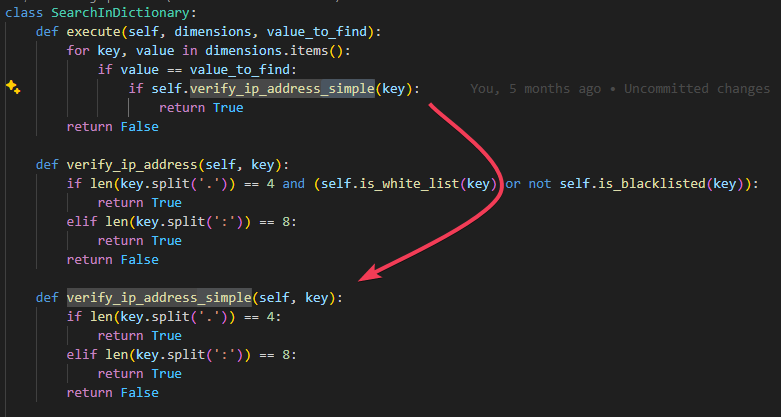 class SearchInDictionary:
    def execute(self, dimensions, value_to_find):
        for key, value in dimensions.items():
            if value == value_to_find:
                if self.verify_ip_address_simple(key):    You, 5 months ago • Uncommitted changes
                    return True
        return False
    def verify_ip_address(self, key):
        if len(key.split('.')) == 4 and (self.is_white_list(key) or not self.is_blacklisted(key)):
            return True
        elif len(key.split(':')) == 8:
            return True
        return False
    def verify_ip_address_simple(self, key):
        if len(key.split('.')) == 4:
            return True
        elif len(key.split(':')) == 8:
            return True
        return False